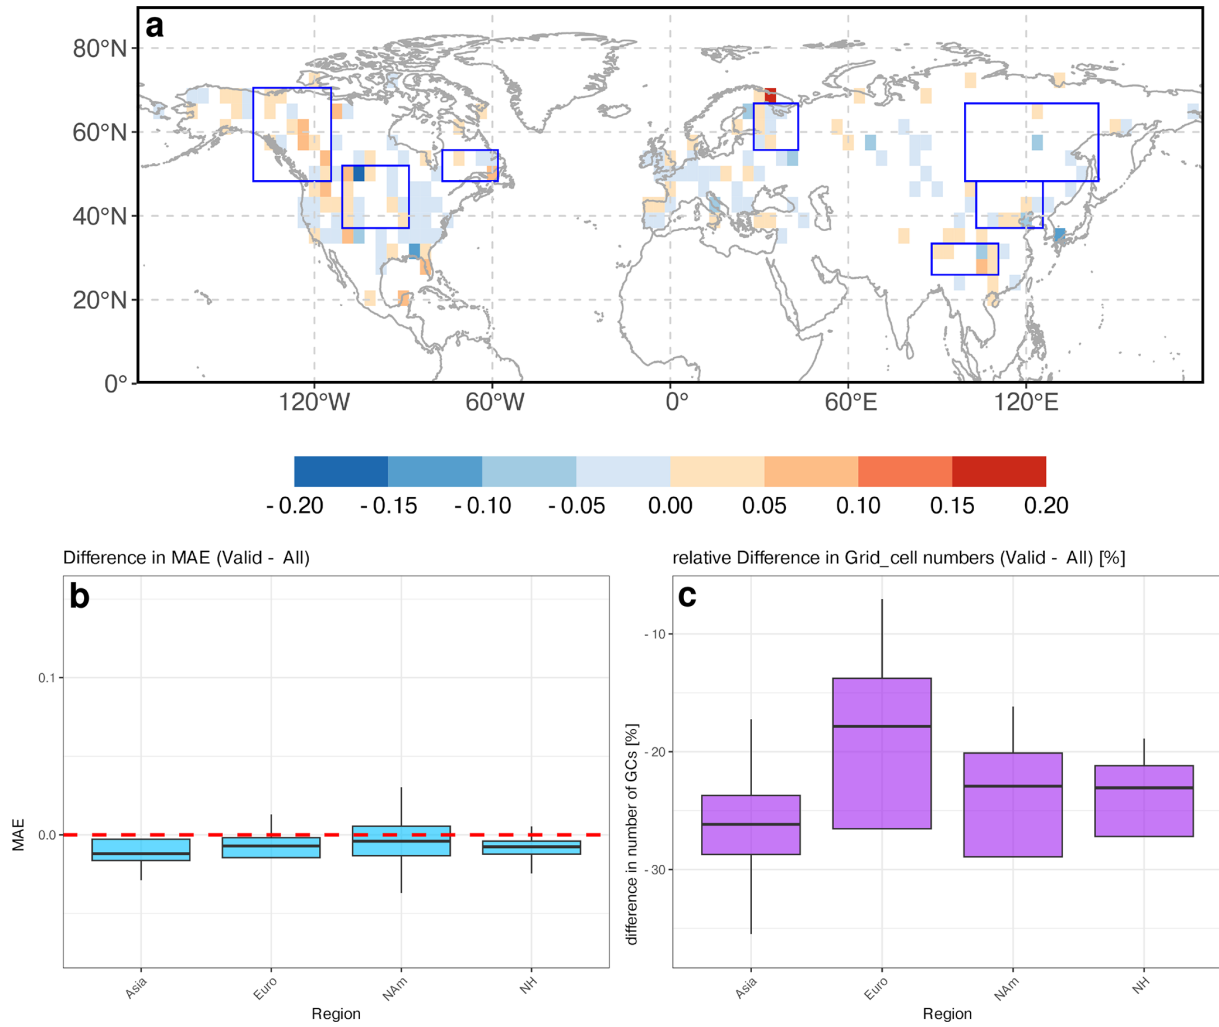 a
80°N
60°N
40°N
20°N
0°
120°W 60°W 0° 60°E 120°E
-0.20 -0.15 -0.10 -0.05 0.00 0.05 0.10 0.15 0.20
Difference in MAE (Valid - All)
b
0.1
0.0
MAE
Asia Euro NAm NH
Region
relative Difference in Grid_cell numbers (Valid - All) [%]
c
-10
-20
-30
difference in number of GCs [%]
Asia Euro NAm NH
Region